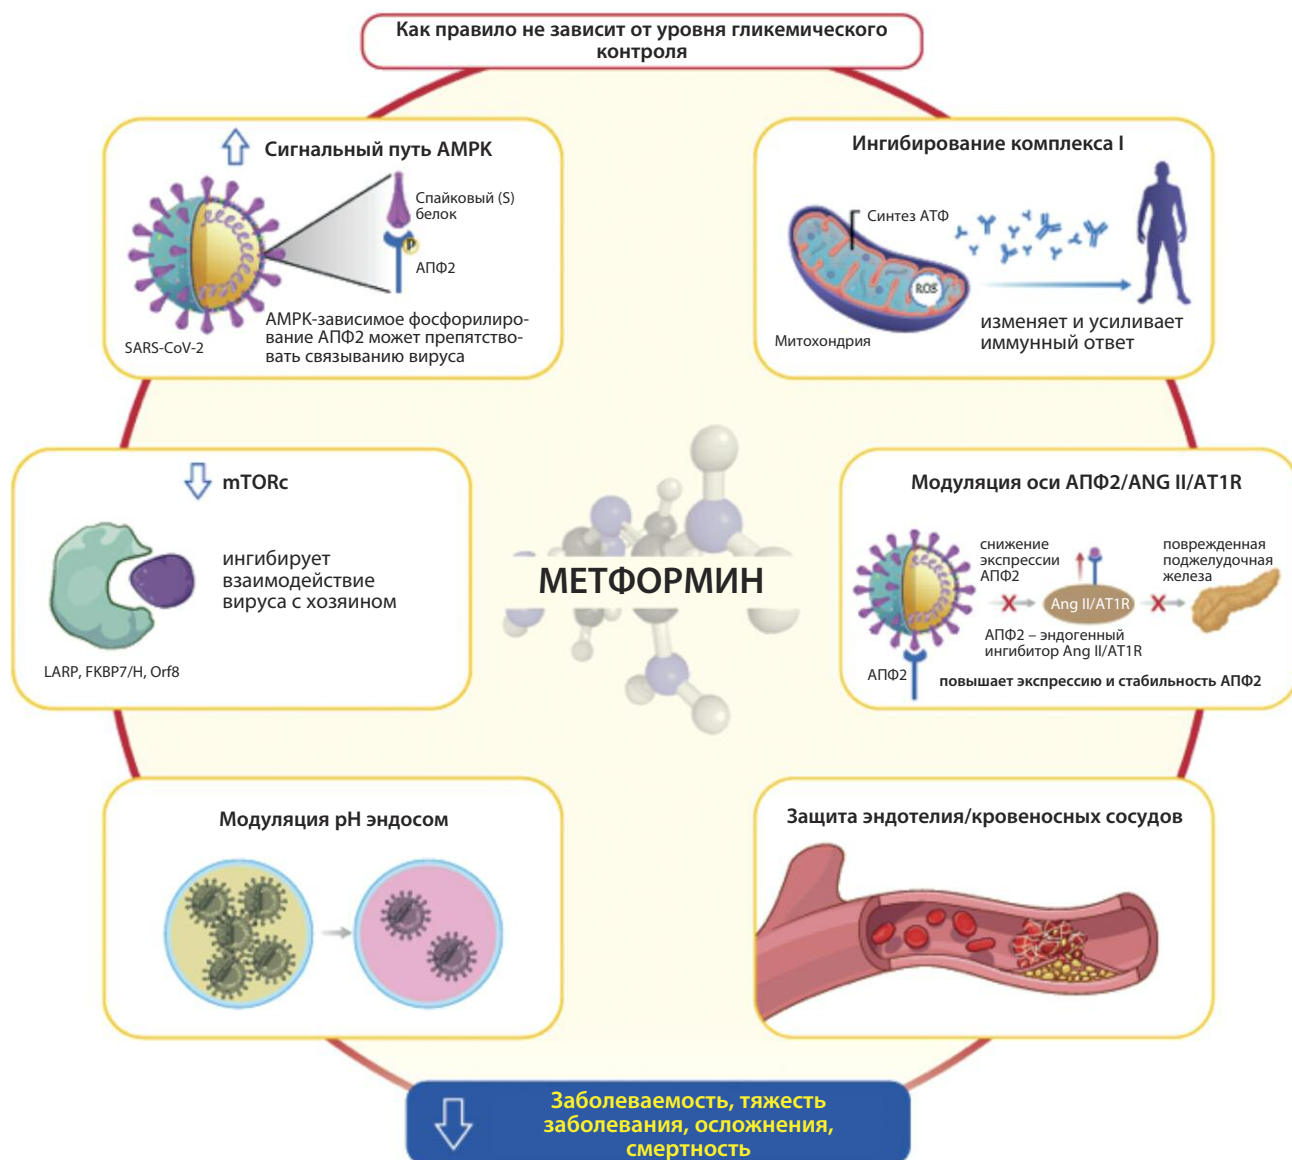 Как правило не зависит от уровня гликемического
контроля
Сигнальный путь AMPK
Спайковый (S)
белок
P
АПФ2
SARS-CoV-2
AMPK-зависимое фосфорилиро-
вание АПФ2 может препятство-
вать связыванию вируса
Ингибирование комплекса I
Синтез АТФ
ROS
Митохондрия
изменяет и усиливает
иммунный ответ
mTORc
ингибирует
взаимодействие
вируса с хозяином
LARP, FKBP7/H, Orf8
МЕТФОРМИН
Модуляция оси АПФ2/ANG II/AT1R
снижение
экспрессии
АПФ2
поврежденная
поджелудочная
железа
Ang II/AT1R
АПФ2 – эндогенный
ингибитор Ang II/AT1R
АПФ2
повышает экспрессию и стабильность АПФ2
Модуляция pH эндосом
Защита эндотелия/кровеносных сосудов
Заболеваемость, тяжесть
заболевания, осложнения,
смертность